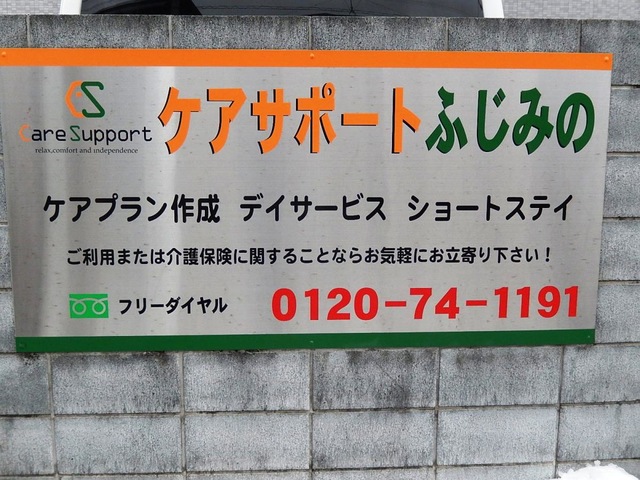 CS
Care Support
relax,comfort and independence
ケアサポートふじみの
ケアプラン作成 デイサービス ショートステイ
ご利用または介護保険に関することならお気軽にお立寄り下さい！
フリーダイヤル 0120-74-1191